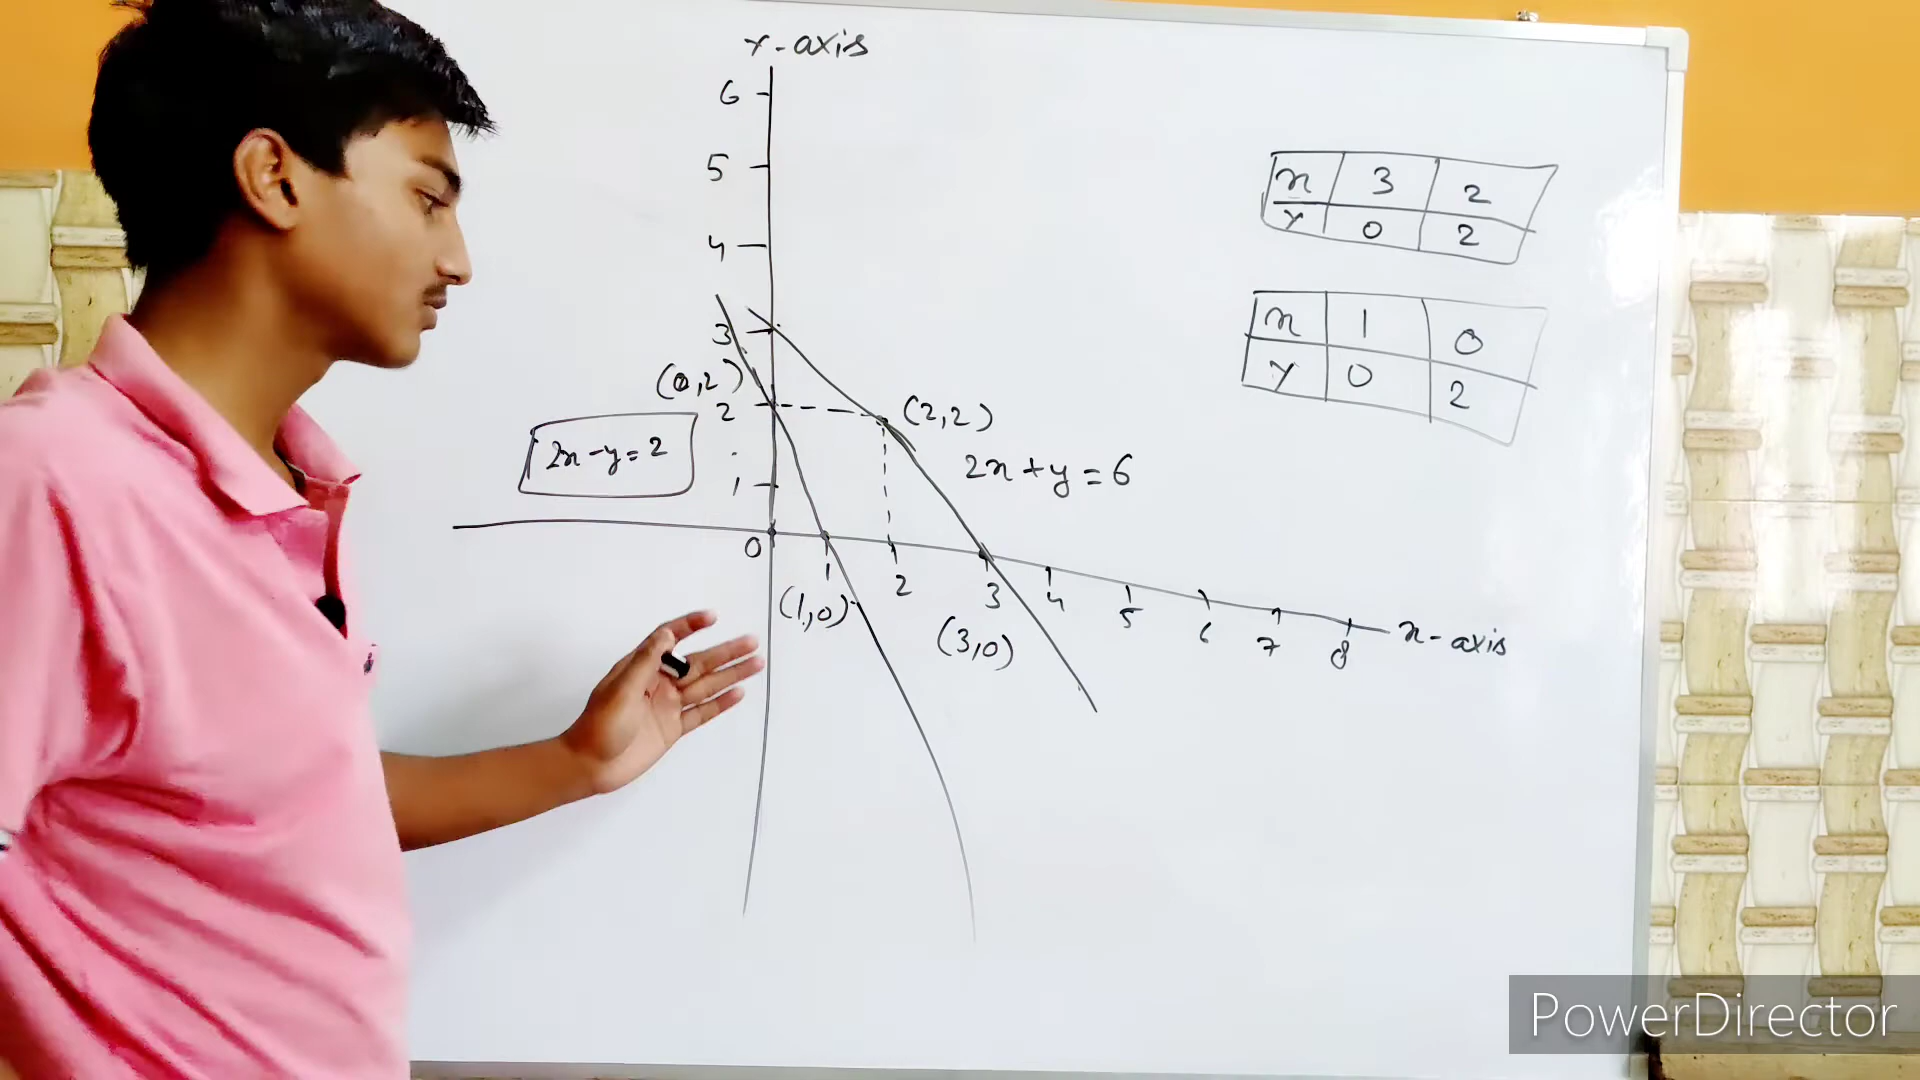 Y-axis
6
5
4
3
(0,2)
2
(2,2)
2x-y=2
2x+y=6
1
0
1 2 3 4 5 6 7 8
x-axis
(1,0)
(3,0)
x 3 2
Y 0 2
x 1 0
Y 0 2
PowerDirector